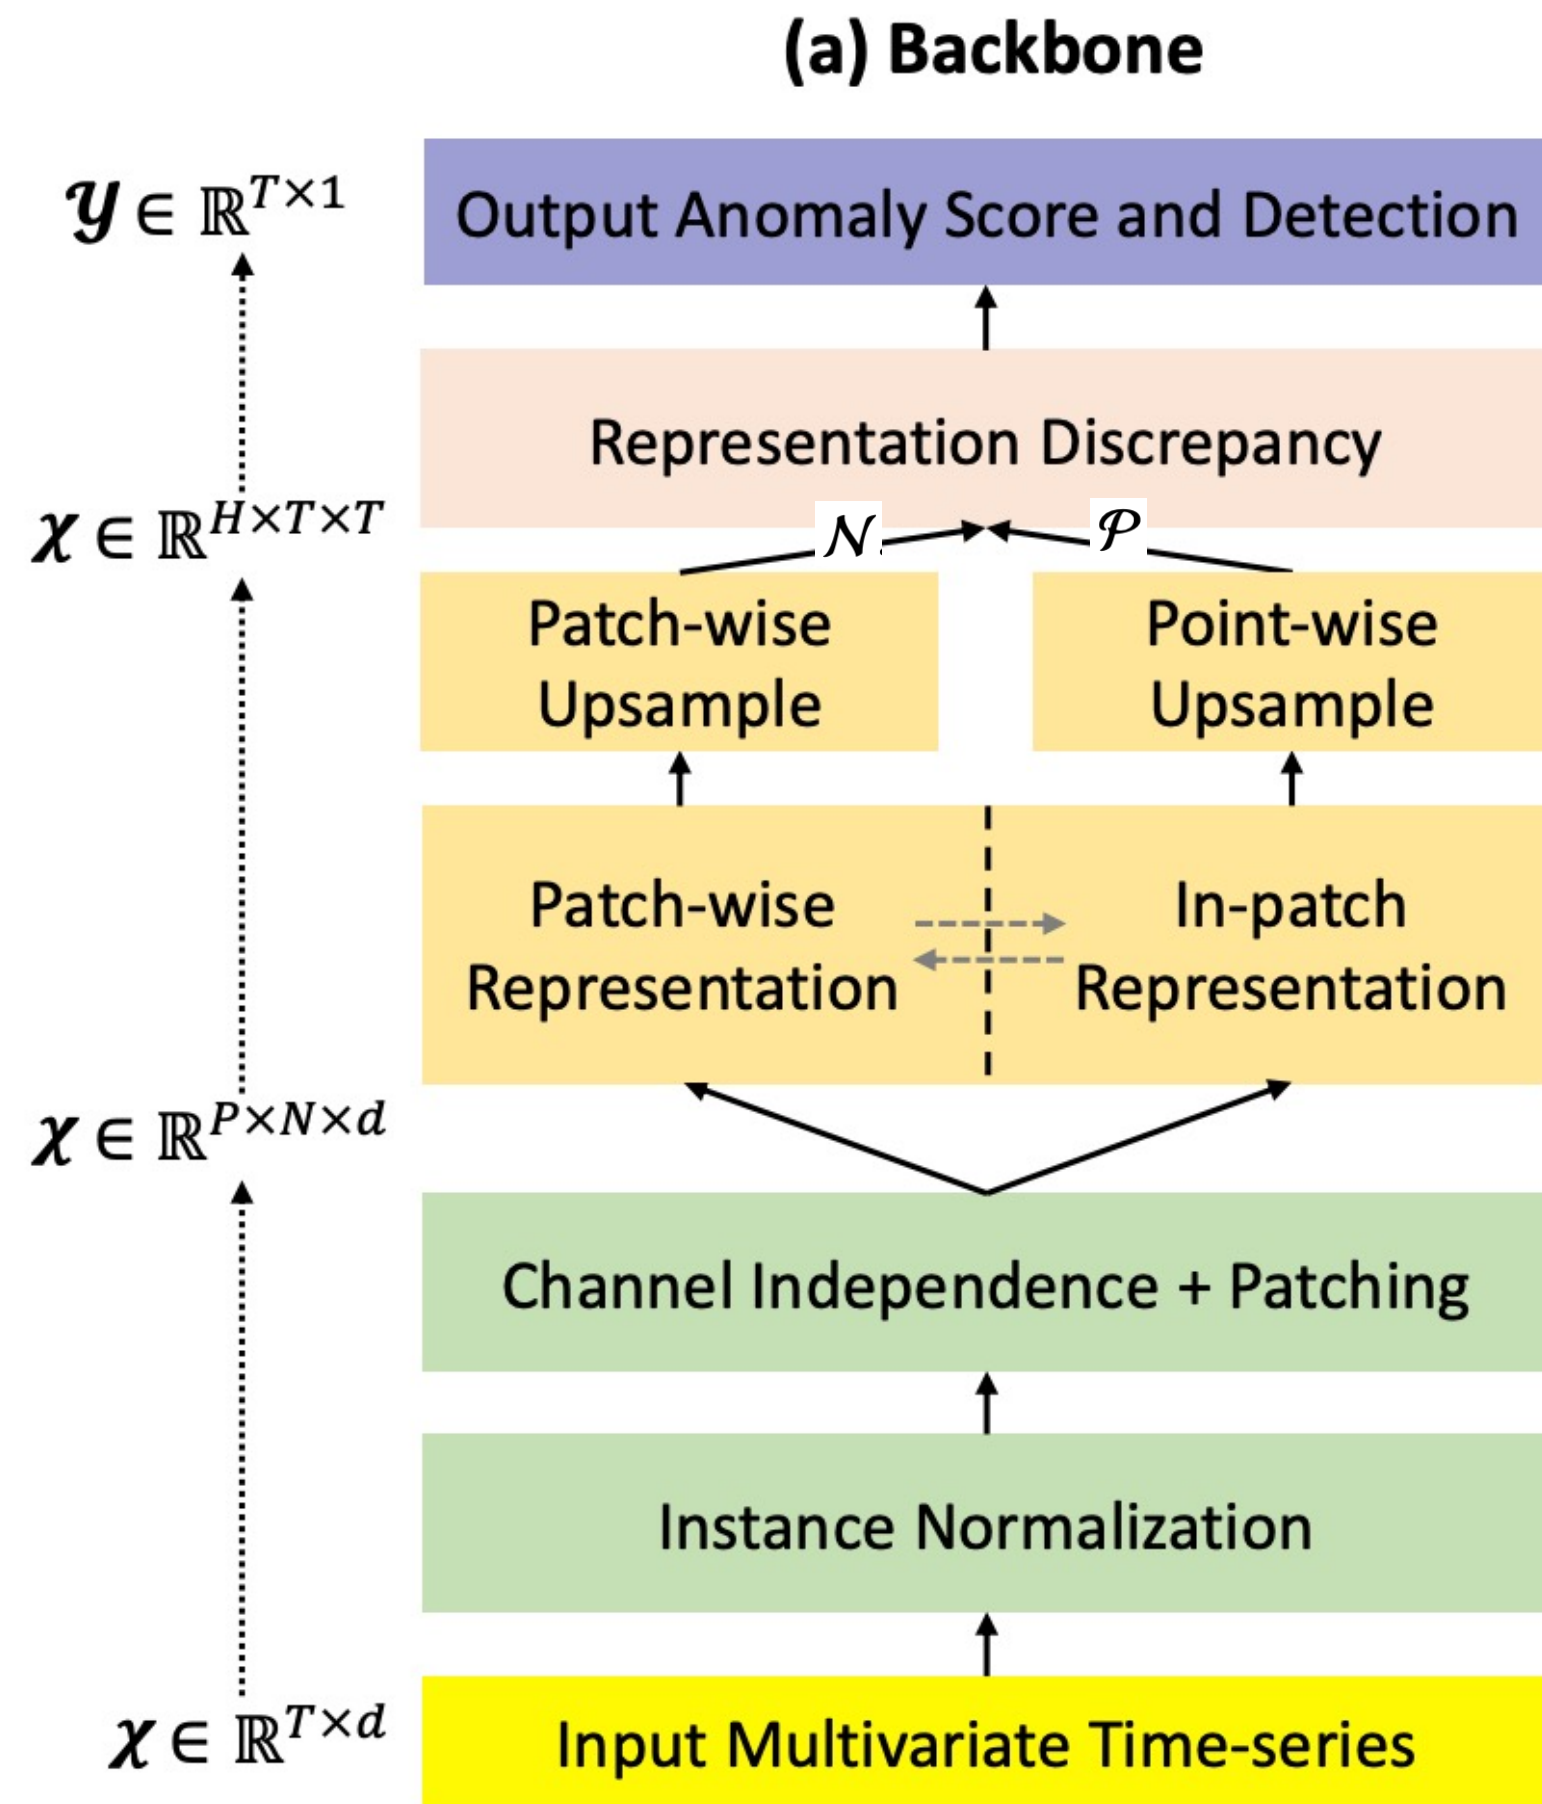 (a) Backbone
𝒴 ∈ ℝ^{T×1}
Output Anomaly Score and Detection
Representation Discrepancy
χ ∈ ℝ^{H×T×T}
𝒩
𝒫
Patch-wise
Upsample
Point-wise
Upsample
Patch-wise
Representation
In-patch
Representation
χ ∈ ℝ^{P×N×d}
Channel Independence + Patching
Instance Normalization
χ ∈ ℝ^{T×d}
Input Multivariate Time-series